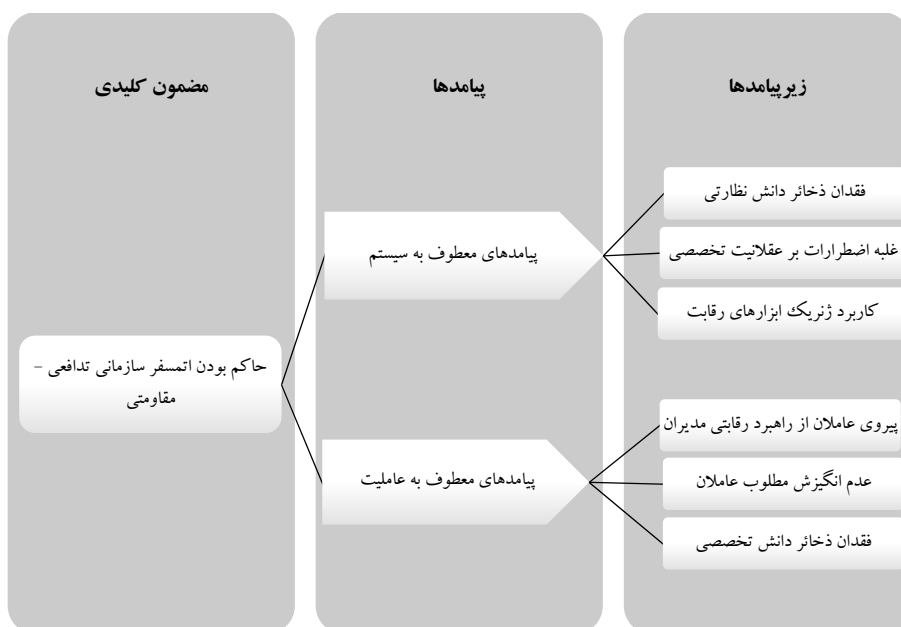 زیرپیامدها
پیامدها
مضمون کلیدی
فقدان ذخائر دانش نظارتی
غلبه اضطرارات بر عقلانیت تخصصی
کاربرد ژنریک ابزارهای رقابت
پیامدهای معطوف به سیستم
حاکم بودن اتمسفر سازمانی تدافعی –
مقاومتی
پیروی عاملان از راهبرد رقابتی مدیران
عدم انگیزش مطلوب عاملان
فقدان ذخائر دانش تخصصی
پیامدهای معطوف به عاملیت